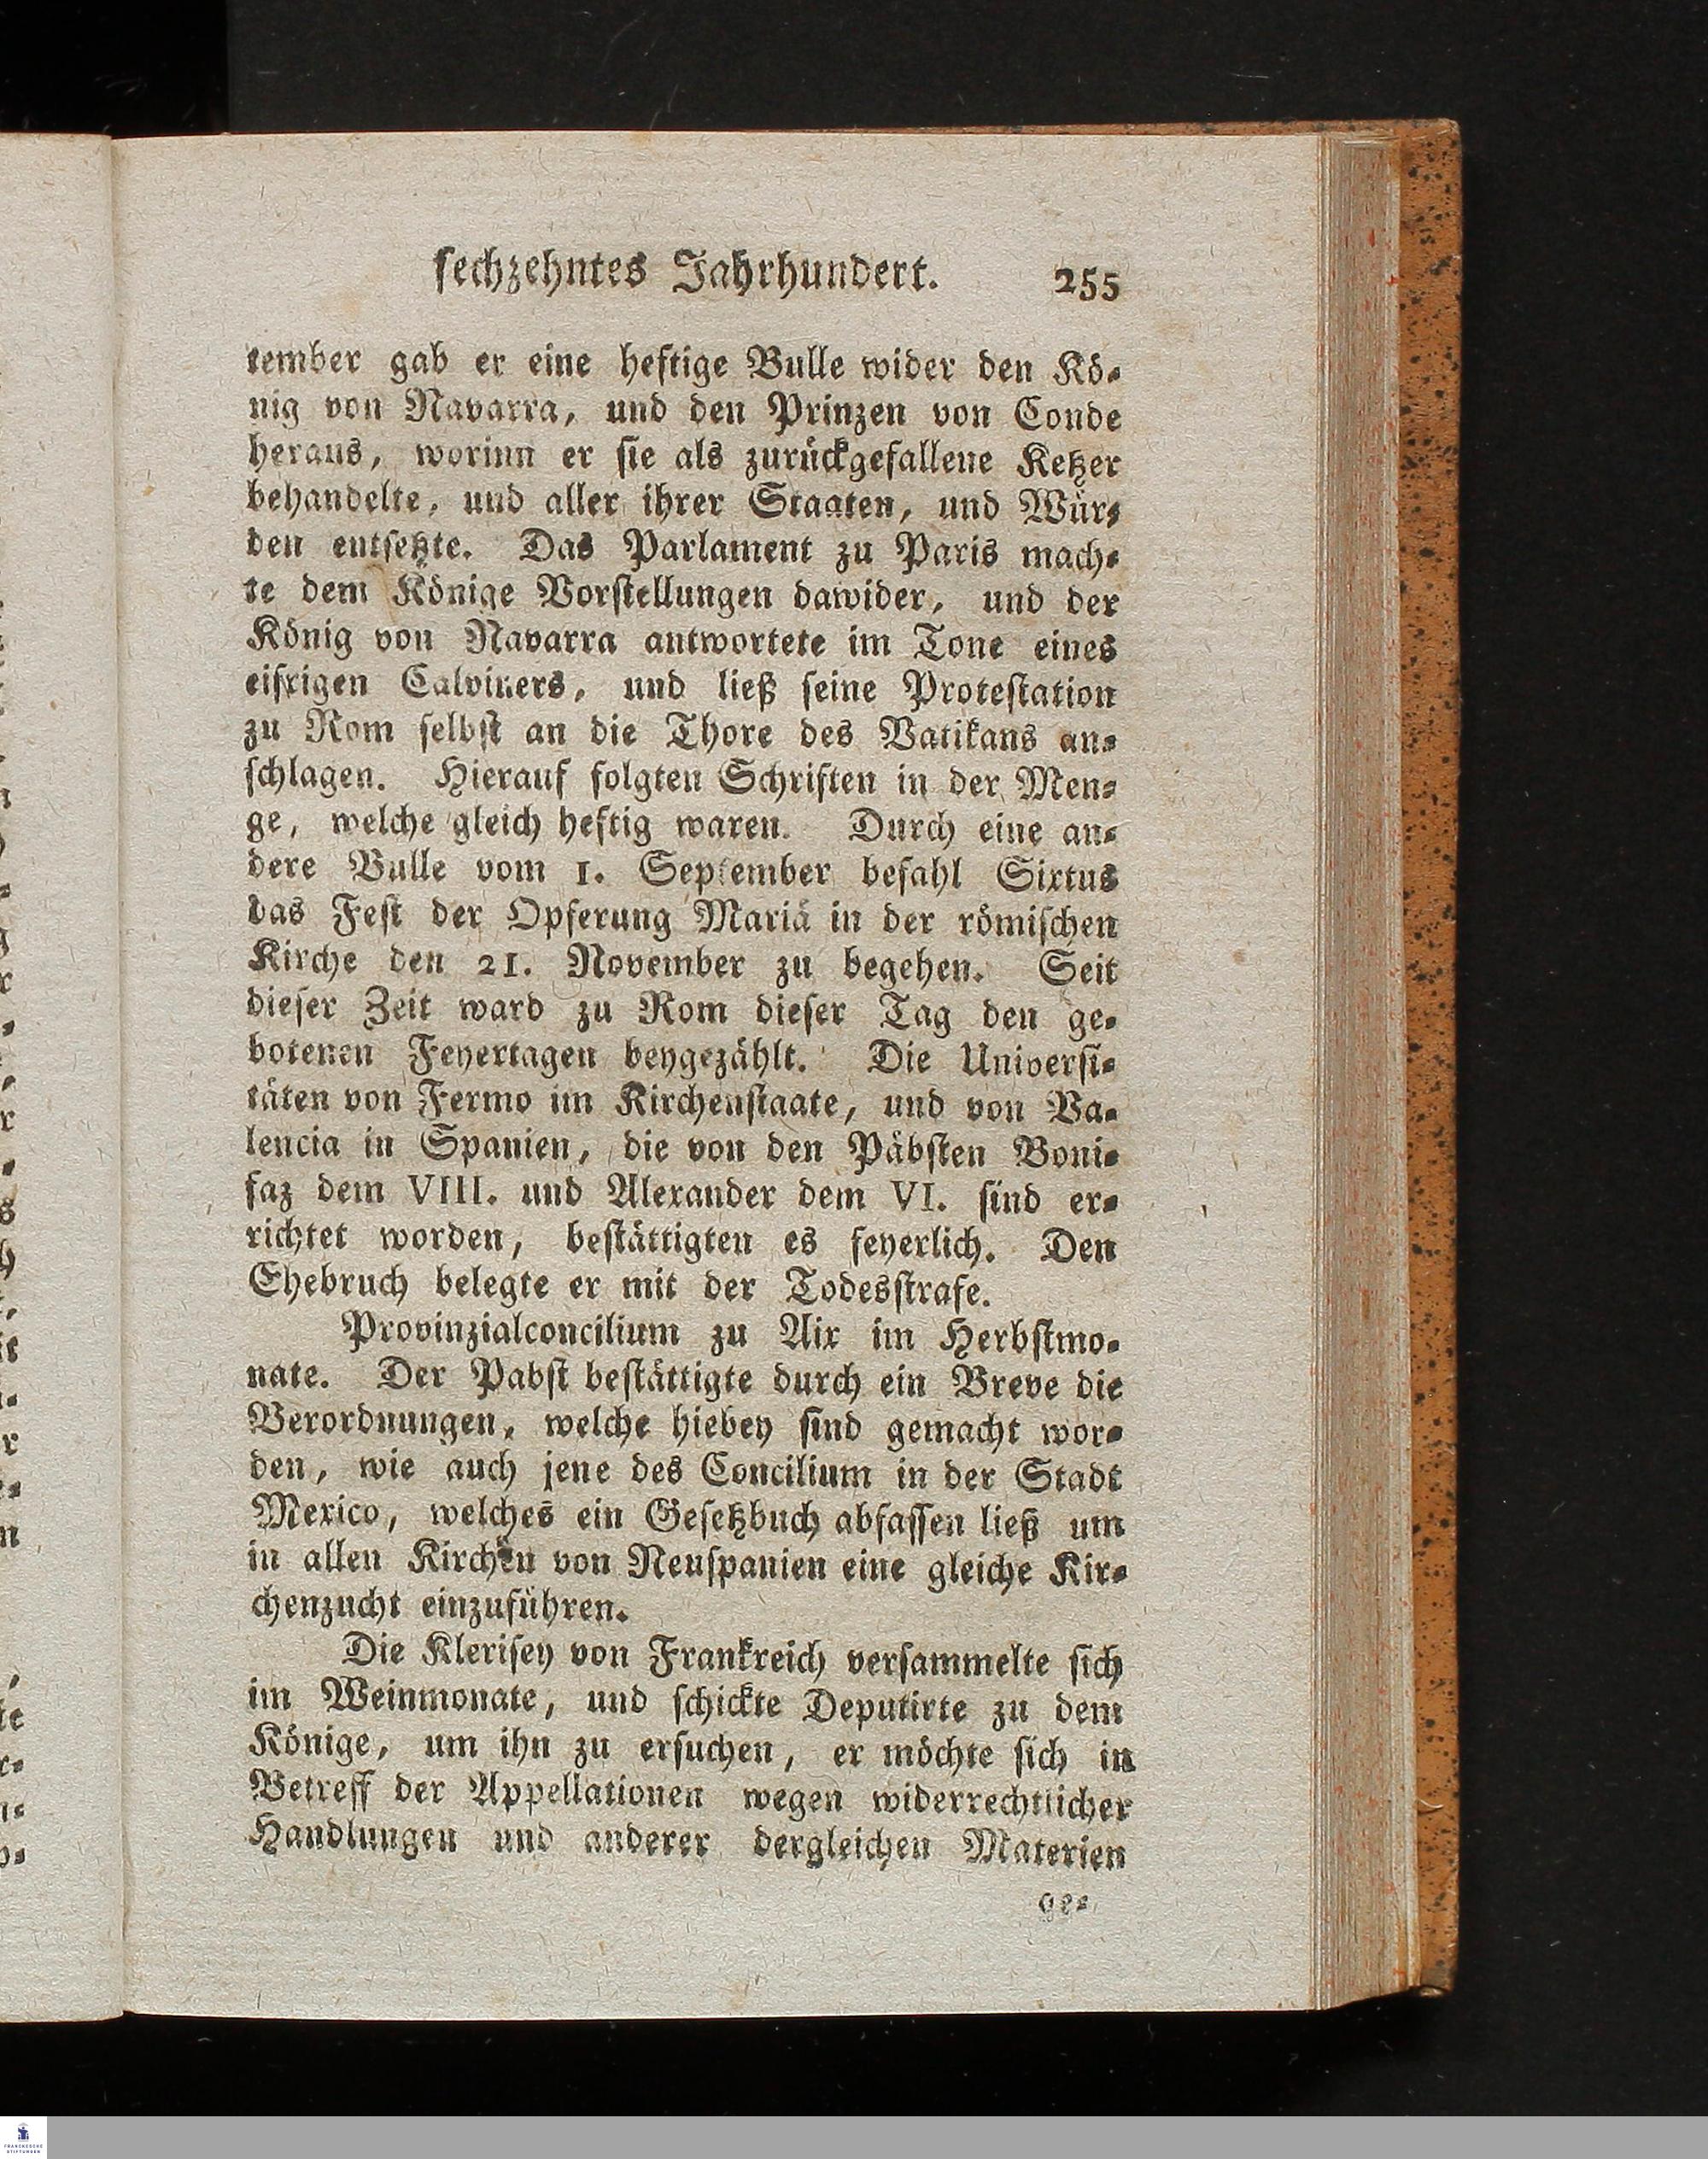 sechzehntes Jahrhundert. 255
tember gab er eine heftige Bulle wider den Kö-
nig von Navarra, und den Prinzen von Conde
heraus, worinn er sie als zurückgefallene Ketzer
behandelte, und aller ihrer Staaten, und Wür-
den entsetzte. Das Parlament zu Paris mach-
te dem Könige Vorstellungen dawider, und der
König von Navarra antwortete im Tone eines
eifrigen Calviners, und ließ seine Protestation
zu Rom selbst an die Thore des Vatikans an-
schlagen. Hierauf folgten Schriften in der Men-
ge, welche gleich heftig waren. Durch eine an-
dere Bulle vom 1. September befahl Sixtus
das Fest der Opferung Mariä in der römischen
Kirche den 21. November zu begehen. Seit
dieser Zeit ward zu Rom dieser Tag den ge-
botenen Feyertagen beygezählt. Die Universi-
täten von Fermo im Kirchenstaate, und von Va-
lencia in Spanien, die von den Päbsten Boni-
faz dem VIII. und Alexander dem VI. sind er-
richtet worden, bestättigten es feyerlich. Den
Ehebruch belegte er mit der Todesstrafe.
Provinzialconcilium zu Aix im Herbstmo-
nate. Der Pabst bestättigte durch ein Breve die
Verordnungen, welche hiebey sind gemacht wor-
den, wie auch jene des Concilium in der Stadt
Mexico, welches ein Gesetzbuch abfassen ließ um
in allen Kirchen von Neuspanien eine gleiche Kir-
chenzucht einzuführen.
Die Klerisey von Frankreich versammelte sich
im Weinmonate, und schickte Deputirte zu dem
Könige, um ihn zu ersuchen, er möchte sich in
Betreff der Appellationen wegen widerrechtlicher
Handlungen und anderer dergleichen Materien
ge-
FRANCKESCHE
STIFTUNGEN